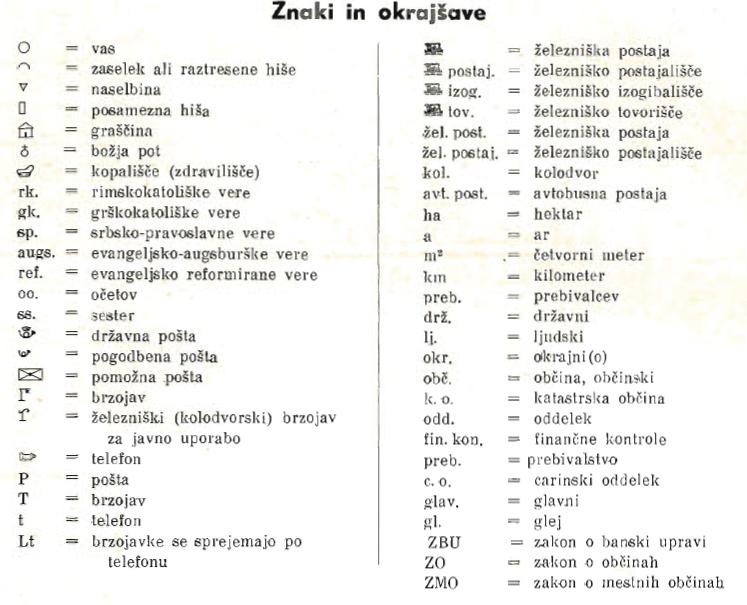 Znaki in okrajšave
○ = vas
⌒ = zaselek ali raztresene hiše
▿ = naselbina
▯ = posamezna hiša
= graščina
♁ = božja pot
= kopališče (zdravilišče)
rk. = rimskokatoliške vere
gk. = grškokatoliške vere
sp. = srbsko-pravoslavne vere
augs. = evangeljsko-augsburške vere
ref. = evangeljsko reformirane vere
oo. = očetov
ss. = sester
= državna pošta
= pogodbena pošta
= pomožna pošta
= brzojav
= železniški (kolodvorski) brzojav
za javno uporabo
= telefon
P = pošta
T = brzojav
t = telefon
Lt = brzojavke se sprejemajo po
telefonu
= železniška postaja
postaj. = železniško postajališče
izog. = železniško izogibališče
tov. = železniško tovorišče
žel. post. = železniška postaja
žel. postaj. = železniško postajališče
kol. = kolodvor
avt. post. = avtobusna postaja
ha = hektar
a = ar
m² = četvorni meter
km = kilometer
preb. = prebivalcev
drž. = državni
lj. = ljudski
okr. = okrajni(o)
obč. = občina, občinski
k. o. = katastrska občina
odd. = oddelek
fin. kon. = finančne kontrole
preb. = prebivalstvo
c. o. = carinski oddelek
glav. = glavni
gl. = glej
ZBU = zakon o banski upravi
ZO = zakon o občinah
ZMO = zakon o mestnih občinah